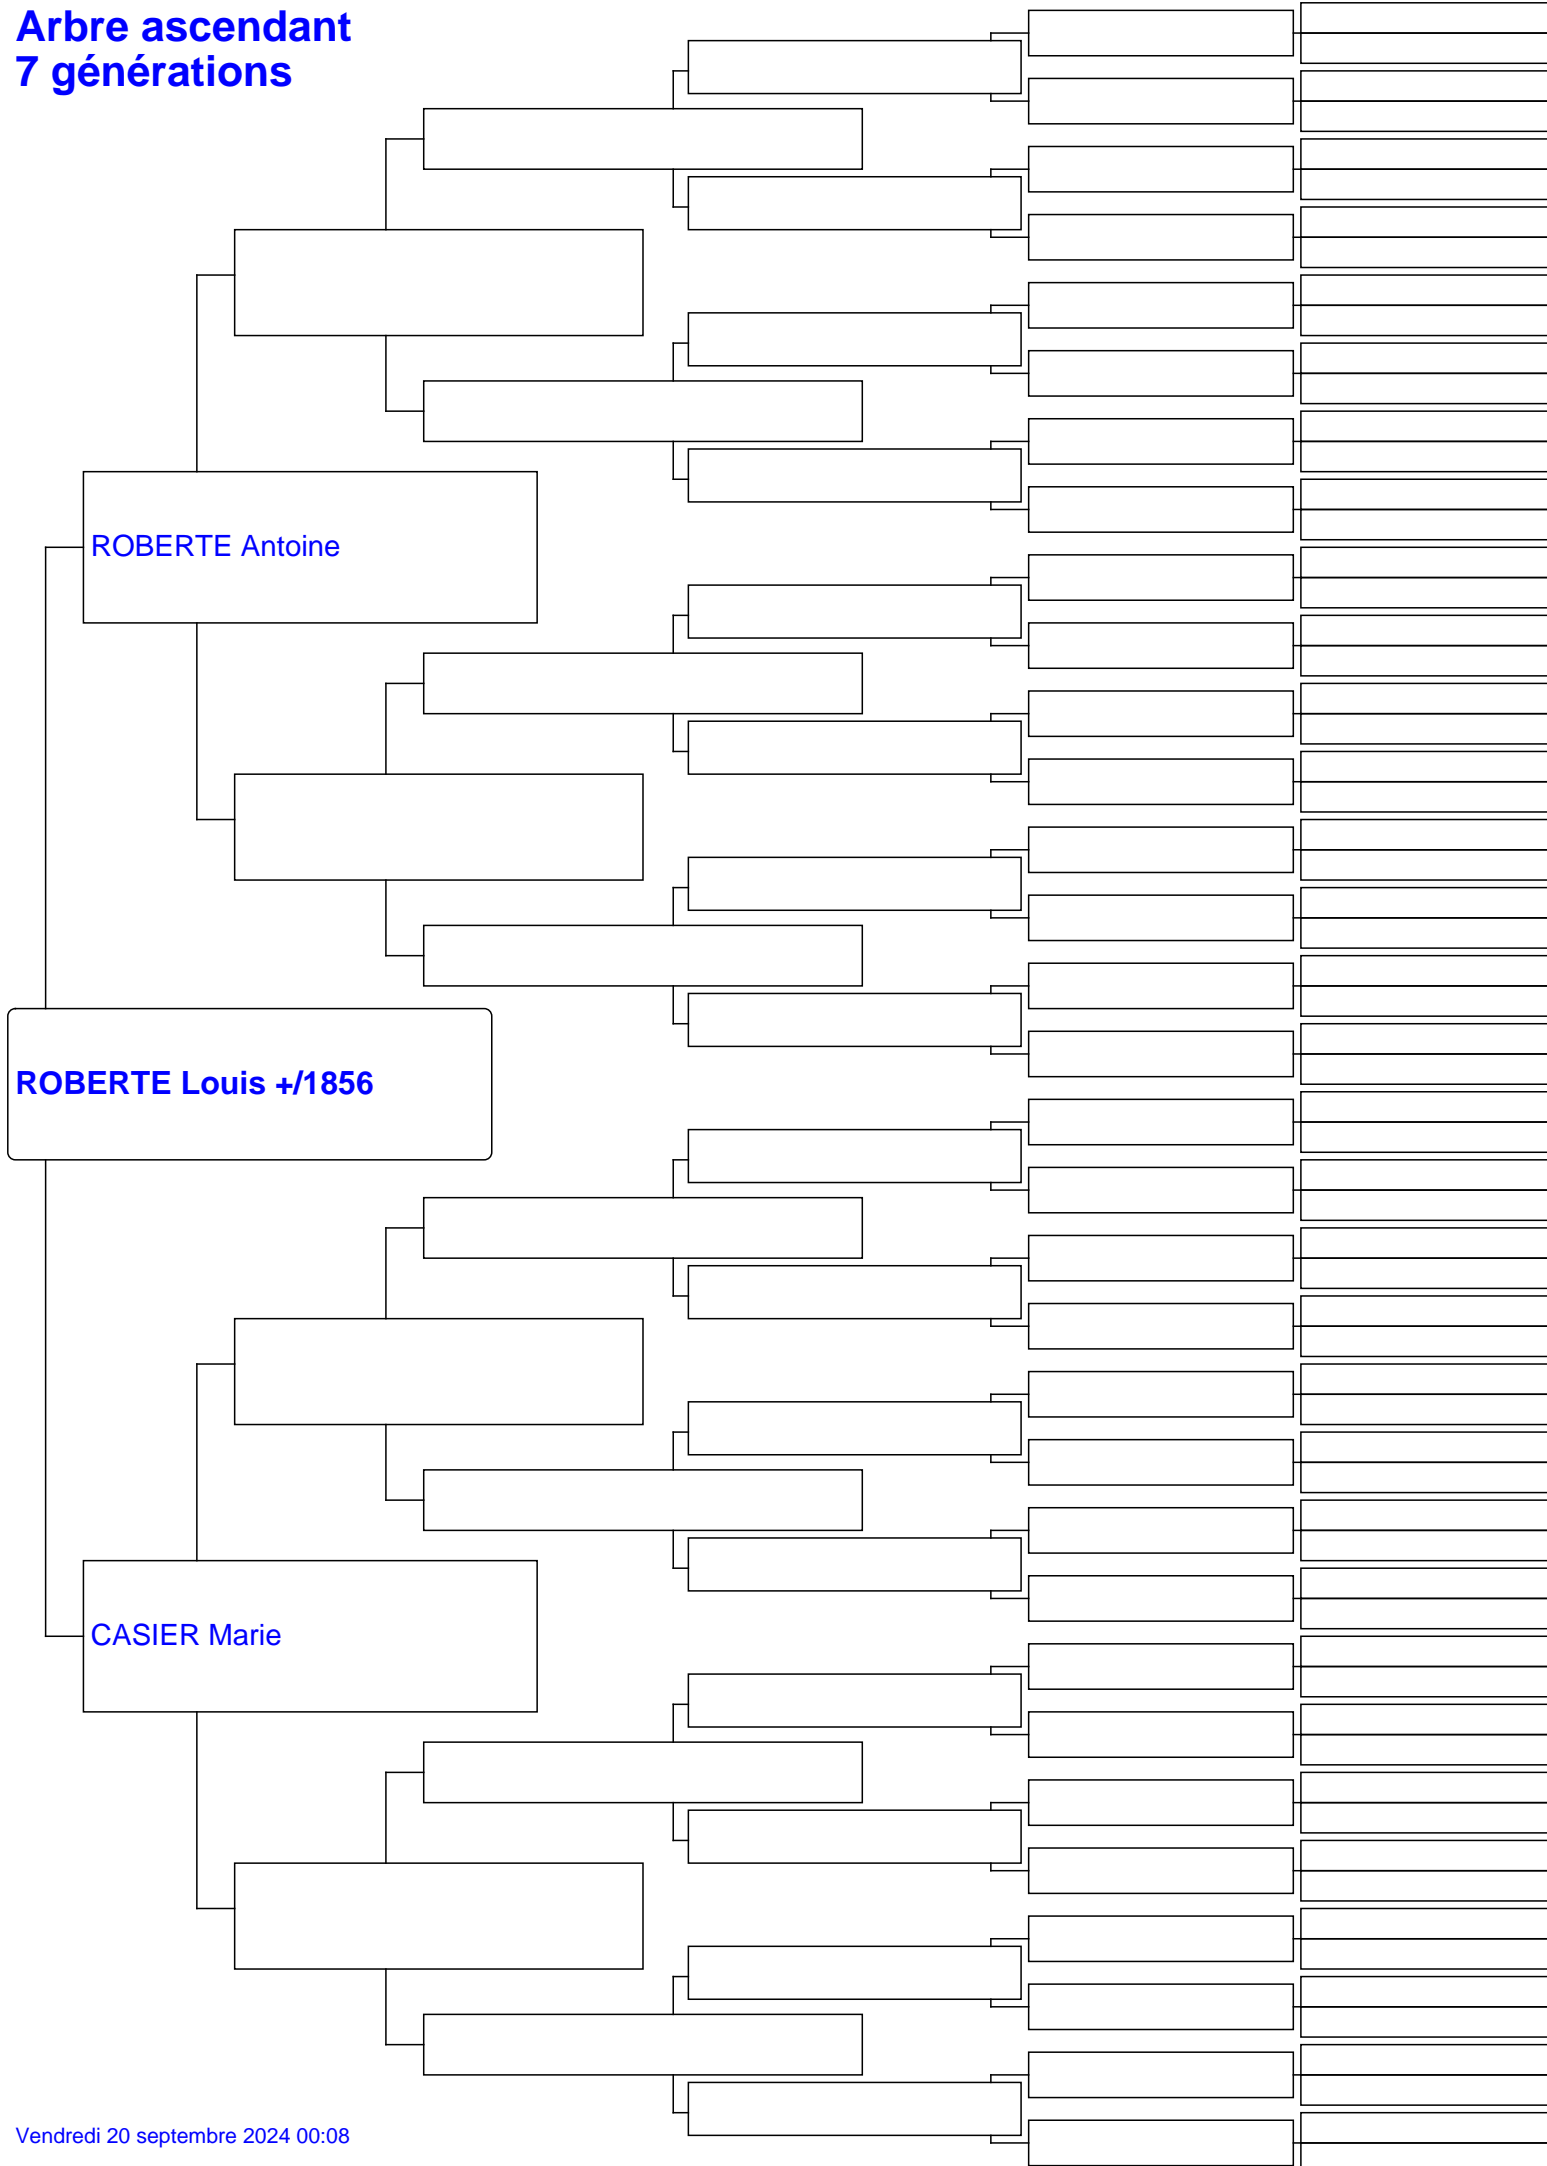 Arbre ascendant
7 générations
ROBERTE Antoine
ROBERTE Louis +/1856
CASIER Marie
Vendredi 20 septembre 2024 00:08